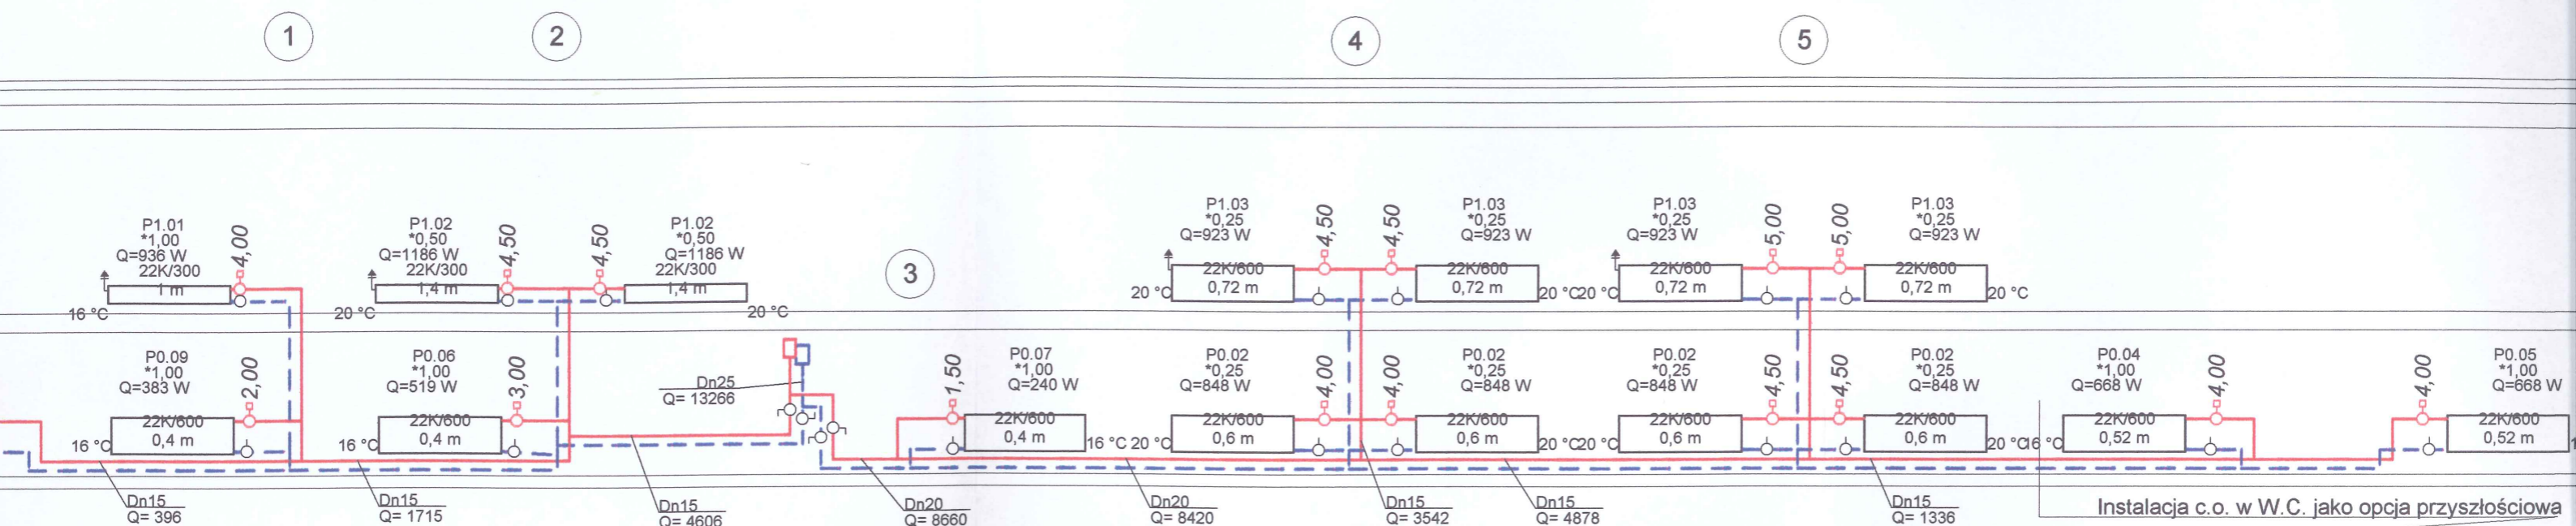 1
2
4
5
3
P1.01
*1,00
Q=936 W
22K/300
1 m
4,00
16 °C
P1.02
*0,50
Q=1186 W
22K/300
1,4 m
4,50
20 °C
4,50
P1.02
*0,50
Q=1186 W
22K/300
1,4 m
20 °C
P1.03
*0,25
Q=923 W
22K/600
0,72 m
20 °C
4,50
4,50
P1.03
*0,25
Q=923 W
22K/600
0,72 m
20 °C
P1.03
*0,25
Q=923 W
22K/600
0,72 m
20 °C
5,00
5,00
P1.03
*0,25
Q=923 W
22K/600
0,72 m
20 °C
P0.09
*1,00
Q=383 W
22K/600
0,4 m
2,00
16 °C
P0.06
*1,00
Q=519 W
22K/600
0,4 m
3,00
16 °C
Dn25
Q= 13266
1,50
P0.07
*1,00
Q=240 W
22K/600
0,4 m
16 °C
P0.02
*0,25
Q=848 W
22K/600
0,6 m
20 °C
4,00
4,00
P0.02
*0,25
Q=848 W
22K/600
0,6 m
20 °C
P0.02
*0,25
Q=848 W
22K/600
0,6 m
20 °C
4,50
4,50
P0.02
*0,25
Q=848 W
22K/600
0,6 m
20 °C
P0.04
*1,00
Q=668 W
22K/600
0,52 m
16 °C
4,00
4,00
P0.05
*1,00
Q=668 W
22K/600
0,52 m
Dn15
Q= 396
Dn15
Q= 1715
Dn15
Q= 4606
Dn20
Q= 8660
Dn20
Q= 8420
Dn15
Q= 3542
Dn15
Q= 4878
Dn15
Q= 1336
Instalacja c.o. w W.C. jako opcja przyszłościowa